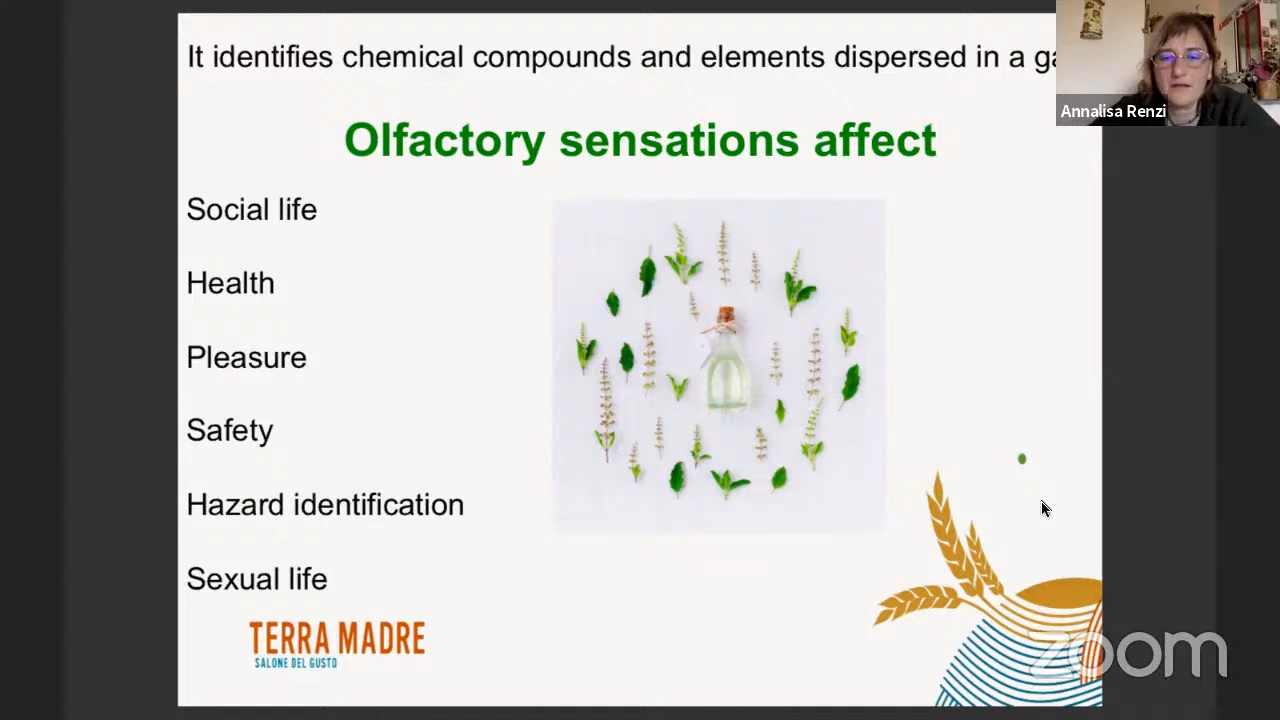 It identifies chemical compounds and elements dispersed in a
Annalisa Renzi
Olfactory sensations affect
Social life
Health
Pleasure
Safety
Hazard identification
Sexual life
TERRA MADRE
SALONE DEL GUSTO
zoom